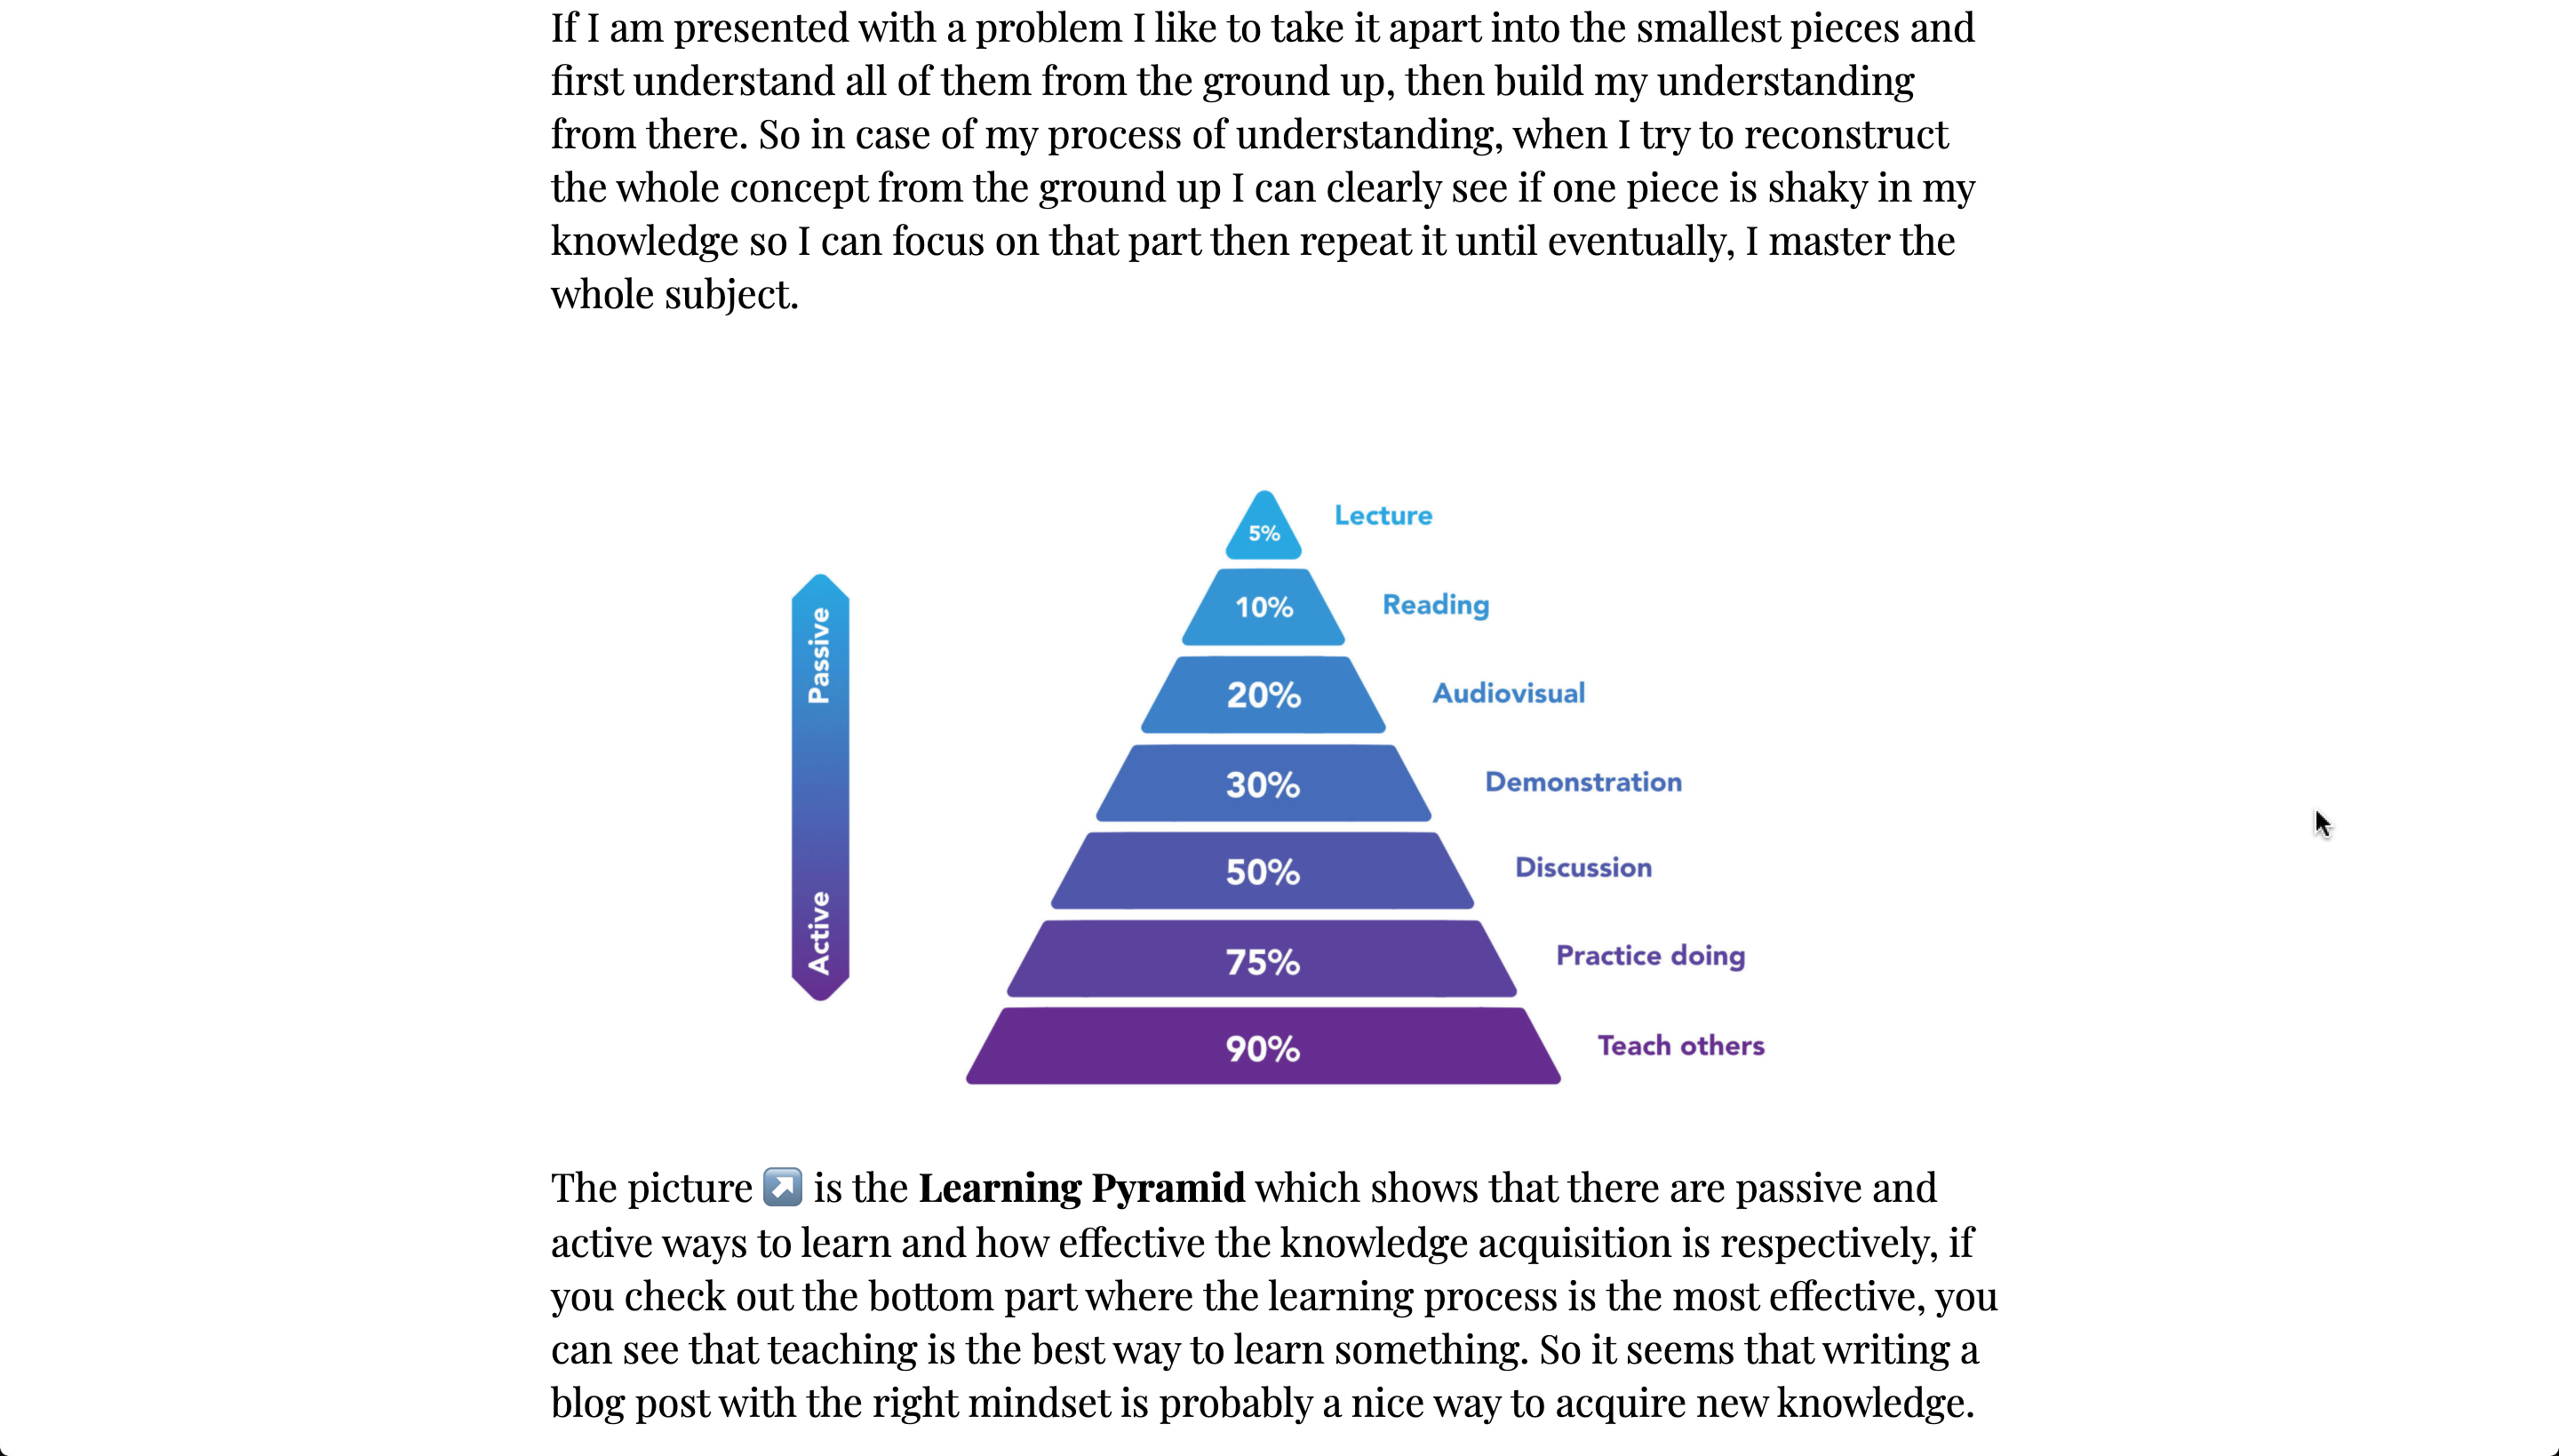 If I am presented with a problem I like to take it apart into the smallest pieces and
first understand all of them from the ground up, then build my understanding
from there. So in case of my process of understanding, when I try to reconstruct
the whole concept from the ground up I can clearly see if one piece is shaky in my
knowledge so I can focus on that part then repeat it until eventually, I master the
whole subject.
5% Lecture
10% Reading
20% Audiovisual
30% Demonstration
50% Discussion
75% Practice doing
90% Teach others
Passive
Active
The picture ↗️ is the Learning Pyramid which shows that there are passive and
active ways to learn and how effective the knowledge acquisition is respectively, if
you check out the bottom part where the learning process is the most effective, you
can see that teaching is the best way to learn something. So it seems that writing a
blog post with the right mindset is probably a nice way to acquire new knowledge.